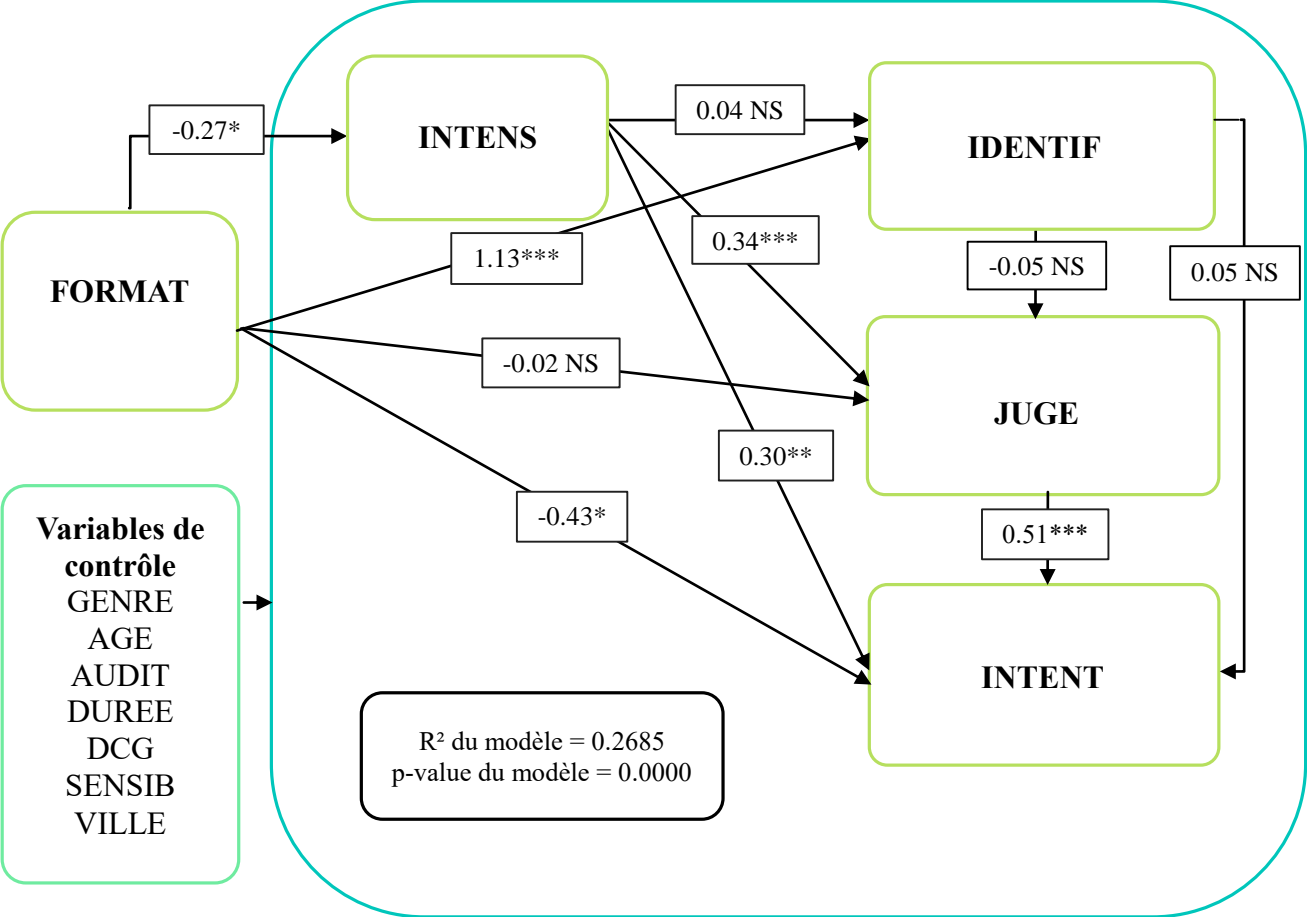 -0.27*
INTENS
0.04 NS
IDENTIF
FORMAT
1.13***
0.34***
-0.05 NS
0.05 NS
-0.02 NS
JUGE
0.30**
-0.43*
0.51***
INTENT
Variables de
contrôle
GENRE
AGE
AUDIT
DUREE
DCG
SENSIB
VILLE
R² du modèle = 0.2685
p-value du modèle = 0.0000